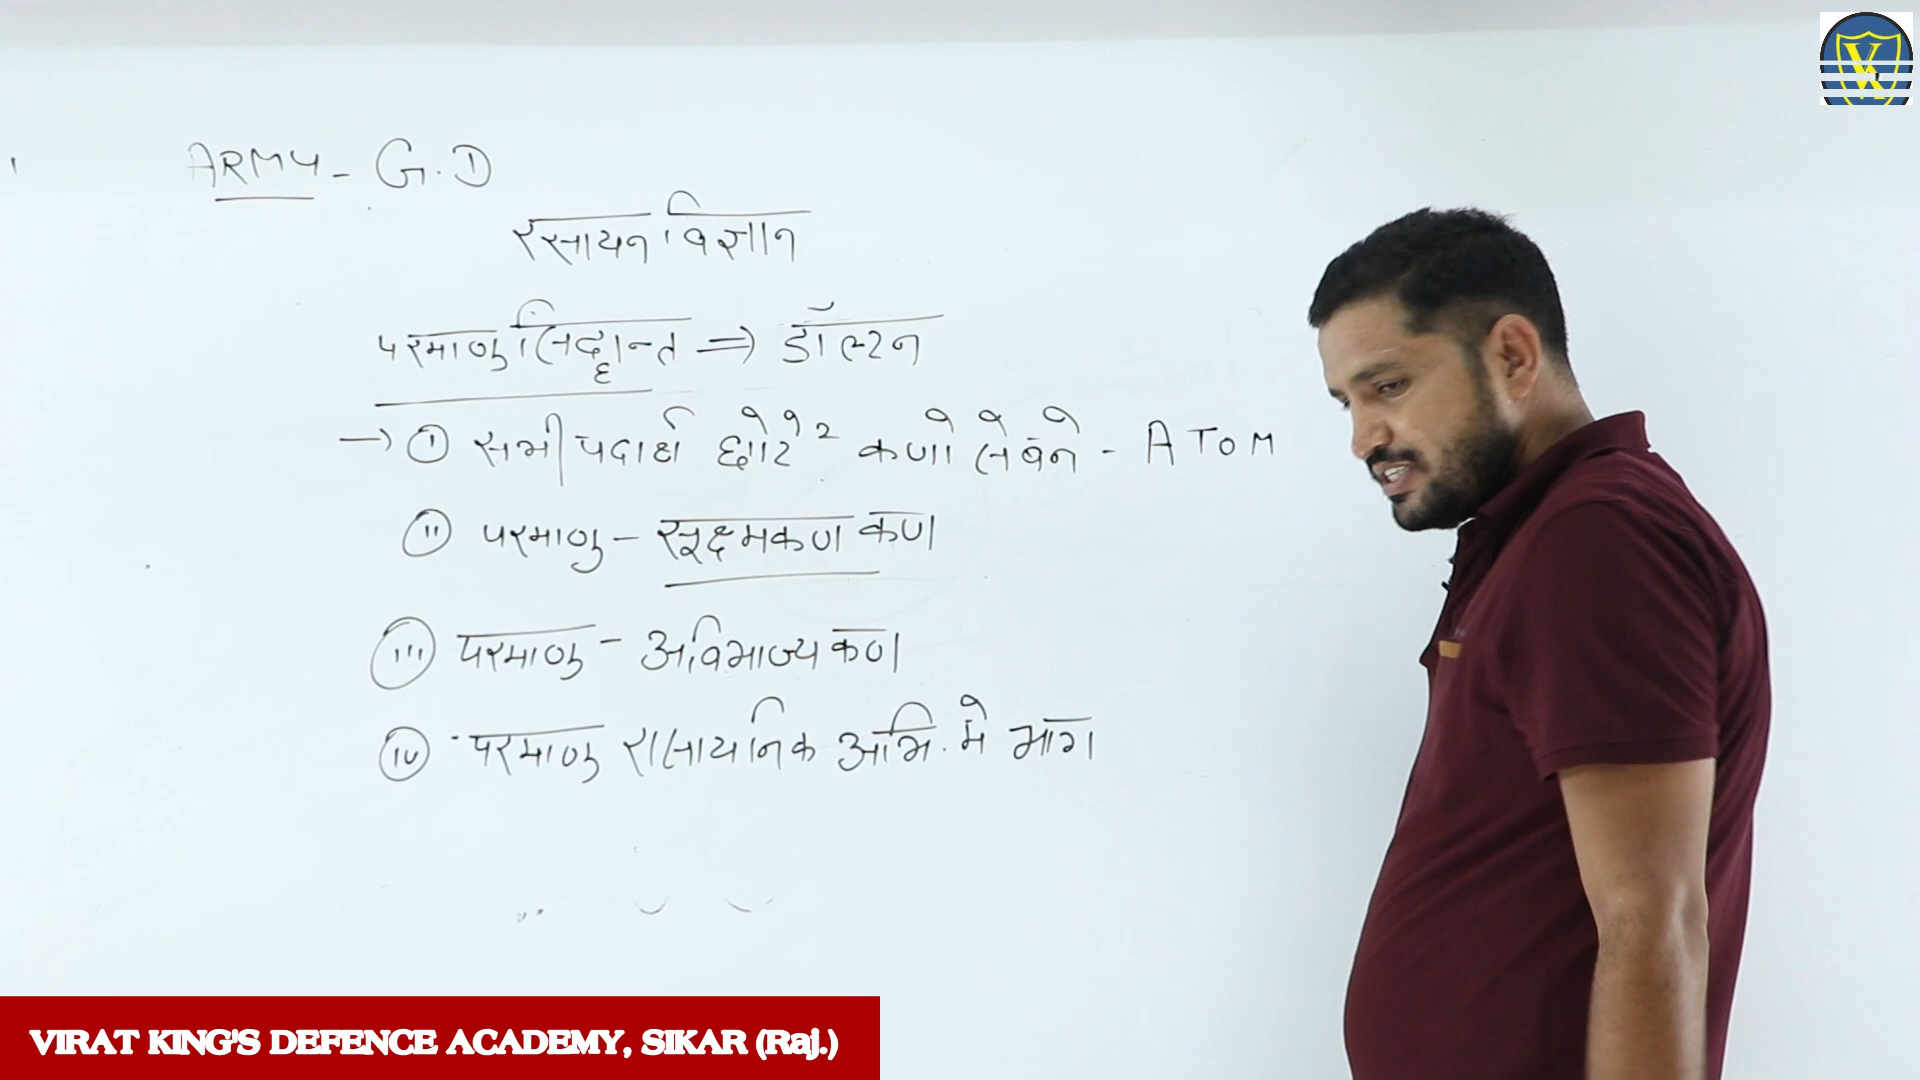 ARMY - G.D
रसायन विज्ञान
परमाणु सिद्धान्त ⇒ डॉल्टन
→ ① सभी पदार्थ छोटे २ कणो से बने - ATOM
(ii) परमाणु - सूक्ष्मकण कण
(iii) परमाणु - अविभाज्य कण
(iv) परमाणु रासायनिक अभि. मे भाग
VIRAT KING'S DEFENCE ACADEMY, SIKAR (Raj.)